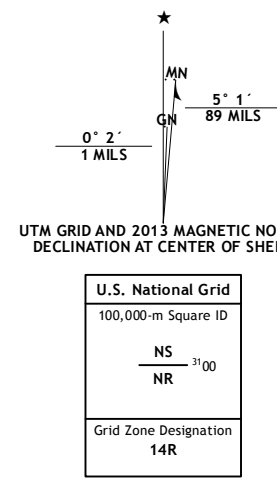 MN
5° 1´
89 MILS
GN
0° 2´
1 MILS
UTM GRID AND 2013 MAGNETIC NO
DECLINATION AT CENTER OF SHE
U.S. National Grid
100,000-m Square ID
NS
3100
NR
Grid Zone Designation
14R